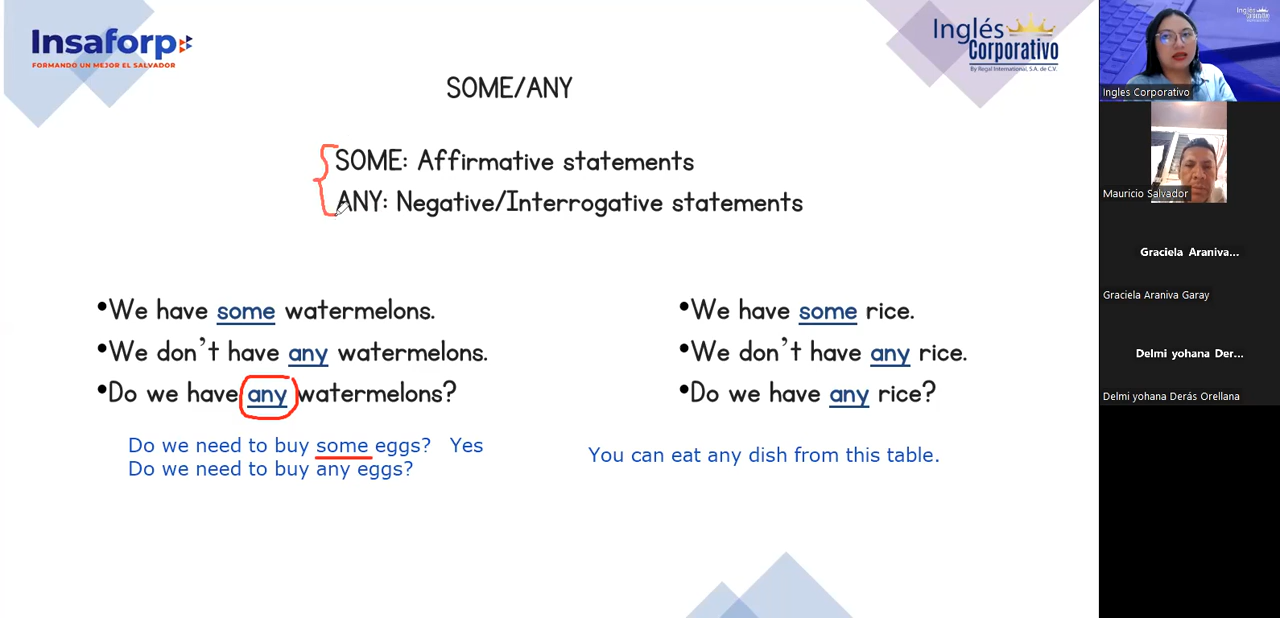 Insaforp
FORMANDO UN MEJOR EL SALVADOR
Inglés
Corporativo
By Regal International, S.A. de C.V.
SOME/ANY
SOME: Affirmative statements
ANY: Negative/Interrogative statements
•We have some watermelons.
•We don't have any watermelons.
•Do we have any watermelons?
Do we need to buy some eggs? Yes
Do we need to buy any eggs?
•We have some rice.
•We don't have any rice.
•Do we have any rice?
You can eat any dish from this table.
Inglés
Ingles Corporativo
Mauricio Salvador
Graciela Araniva...
Graciela Araniva Garay
Delmi yohana Der...
Delmi yohana Derás Orellana